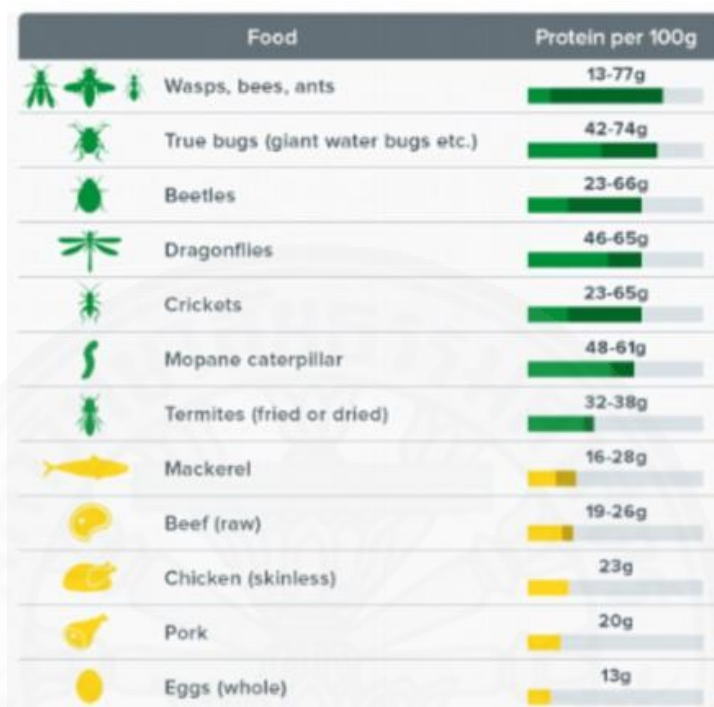 Food Protein per 100g
Wasps, bees, ants 13-77g
True bugs (giant water bugs etc.) 42-74g
Beetles 23-66g
Dragonflies 46-65g
Crickets 23-65g
Mopane caterpillar 48-61g
Termites (fried or dried) 32-38g
Mackerel 16-28g
Beef (raw) 19-26g
Chicken (skinless) 23g
Pork 20g
Eggs (whole) 13g